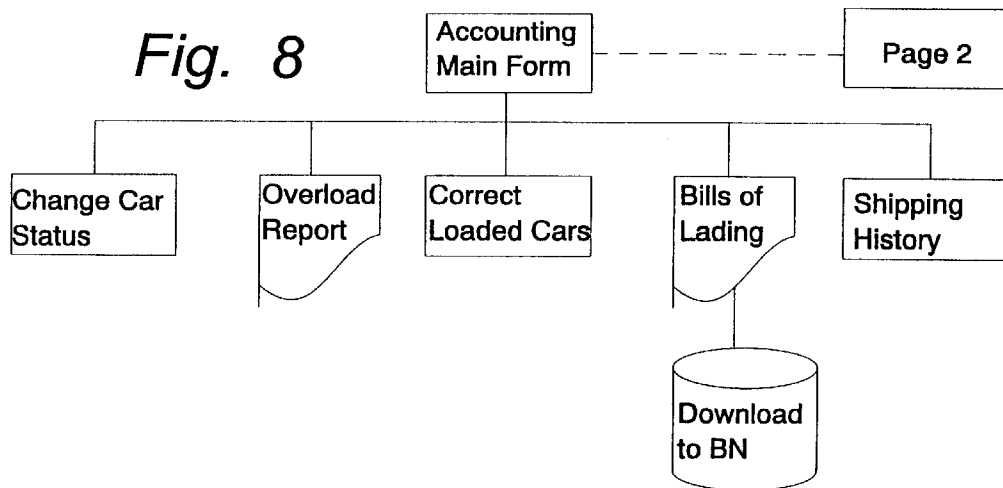 Fig. 8
Accounting
Main Form
Page 2
Change Car
Status
Overload
Report
Correct
Loaded Cars
Bills of
Lading
Shipping
History
Download
to BN